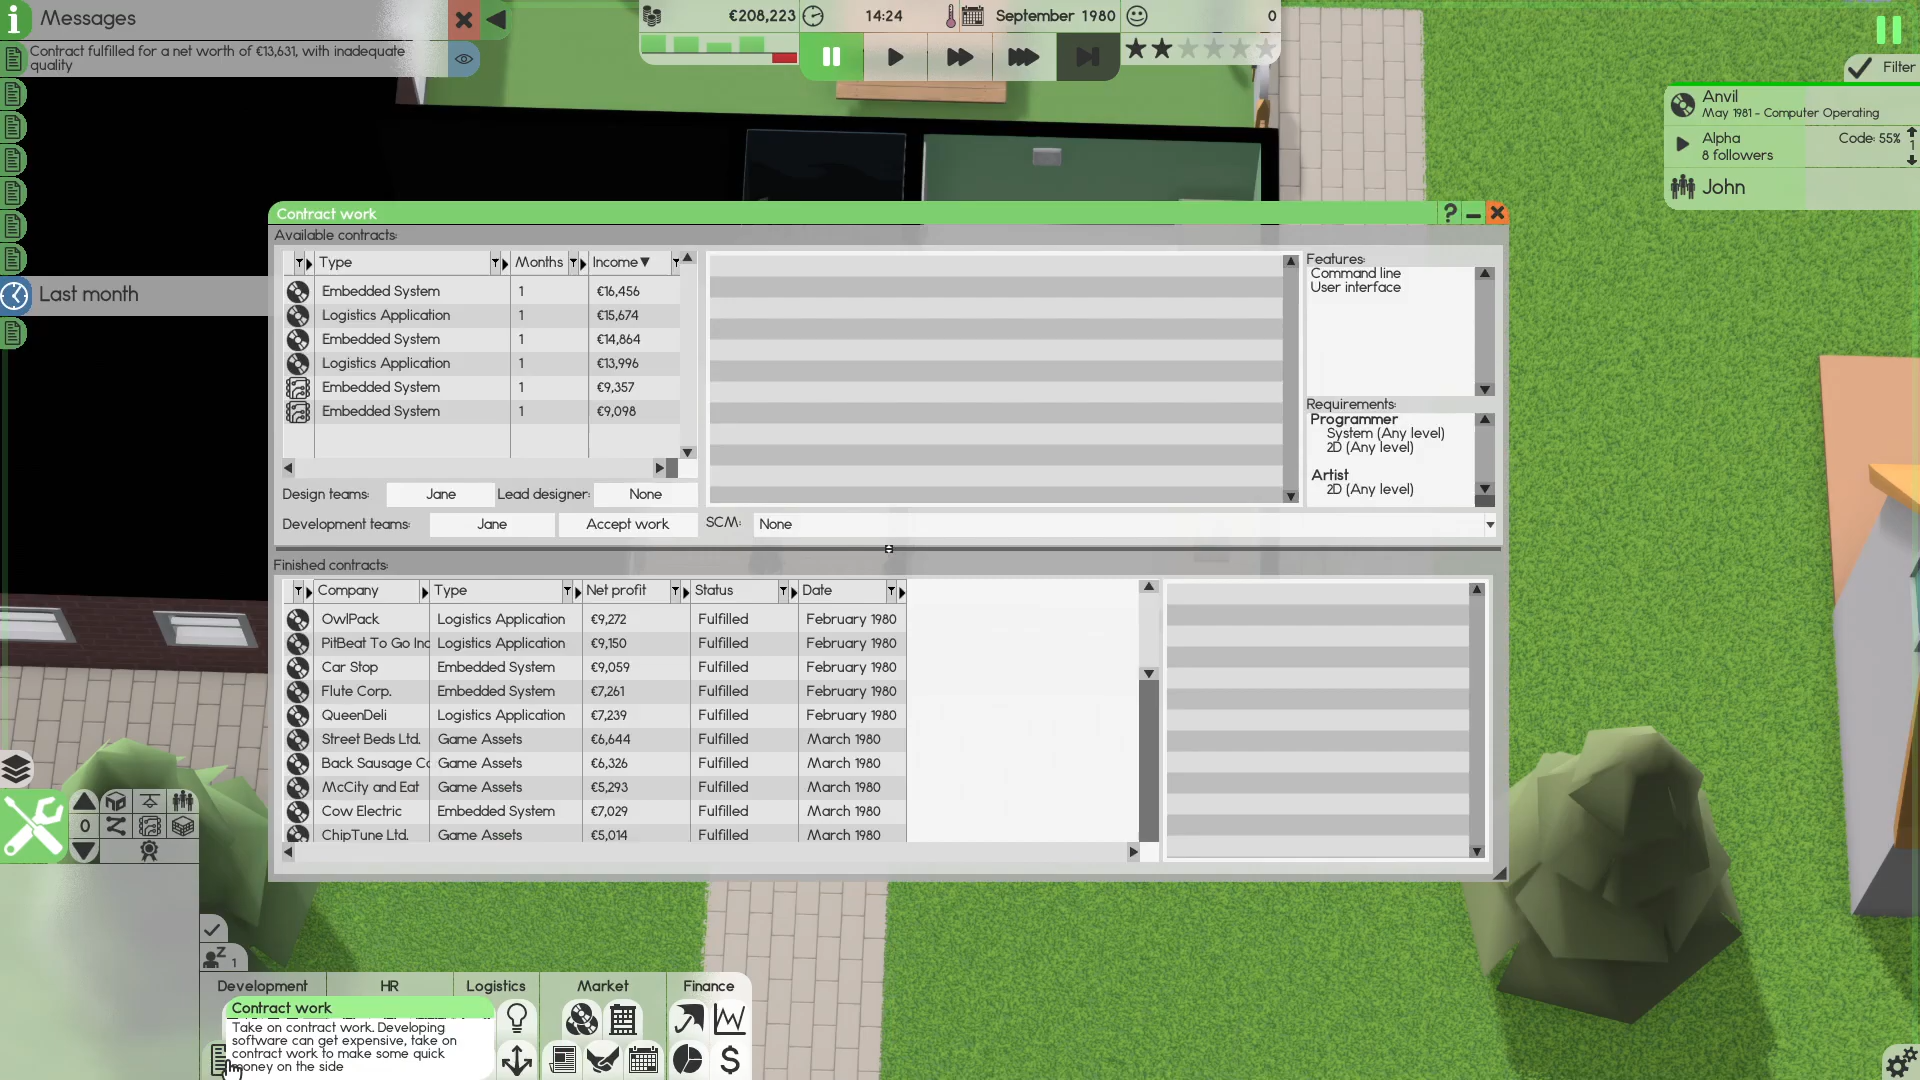 Messages
Contract fulfilled for a net worth of €13,631, with inadequate
quality
Last month
€208,223
14:24
September 1980
0
Filter
Anvil
May 1981 - Computer Operating
Alpha
8 followers
Code: 55%
1
John
Contract work
?
Available contracts:
Type Months Income▼
Embedded System 1 €16,456
Logistics Application 1 €15,674
Embedded System 1 €14,864
Logistics Application 1 €13,996
Embedded System 1 €9,357
Embedded System 1 €9,098
Features:
Command line
User interface
Requirements:
Programmer
System (Any level)
2D (Any level)
Artist
2D (Any level)
Design teams: Jane Lead designer: None
Development teams: Jane Accept work SCM: None
Finished contracts:
Company Type Net profit Status Date
OwlPack Logistics Application €9,272 Fulfilled February 1980
PitBeat To Go Inc Logistics Application €9,150 Fulfilled February 1980
Car Stop Embedded System €9,059 Fulfilled February 1980
Flute Corp. Embedded System €7,261 Fulfilled February 1980
QueenDeli Logistics Application €7,239 Fulfilled February 1980
Street Beds Ltd. Game Assets €6,644 Fulfilled March 1980
Back Sausage Co Game Assets €6,326 Fulfilled March 1980
McCity and Eat Game Assets €5,293 Fulfilled March 1980
Cow Electric Embedded System €7,029 Fulfilled March 1980
ChipTune Ltd. Game Assets €5,014 Fulfilled March 1980
0
1
Development HR Logistics Market Finance
Contract work
Take on contract work. Developing
software can get expensive, take on
contract work to make some quick
money on the side